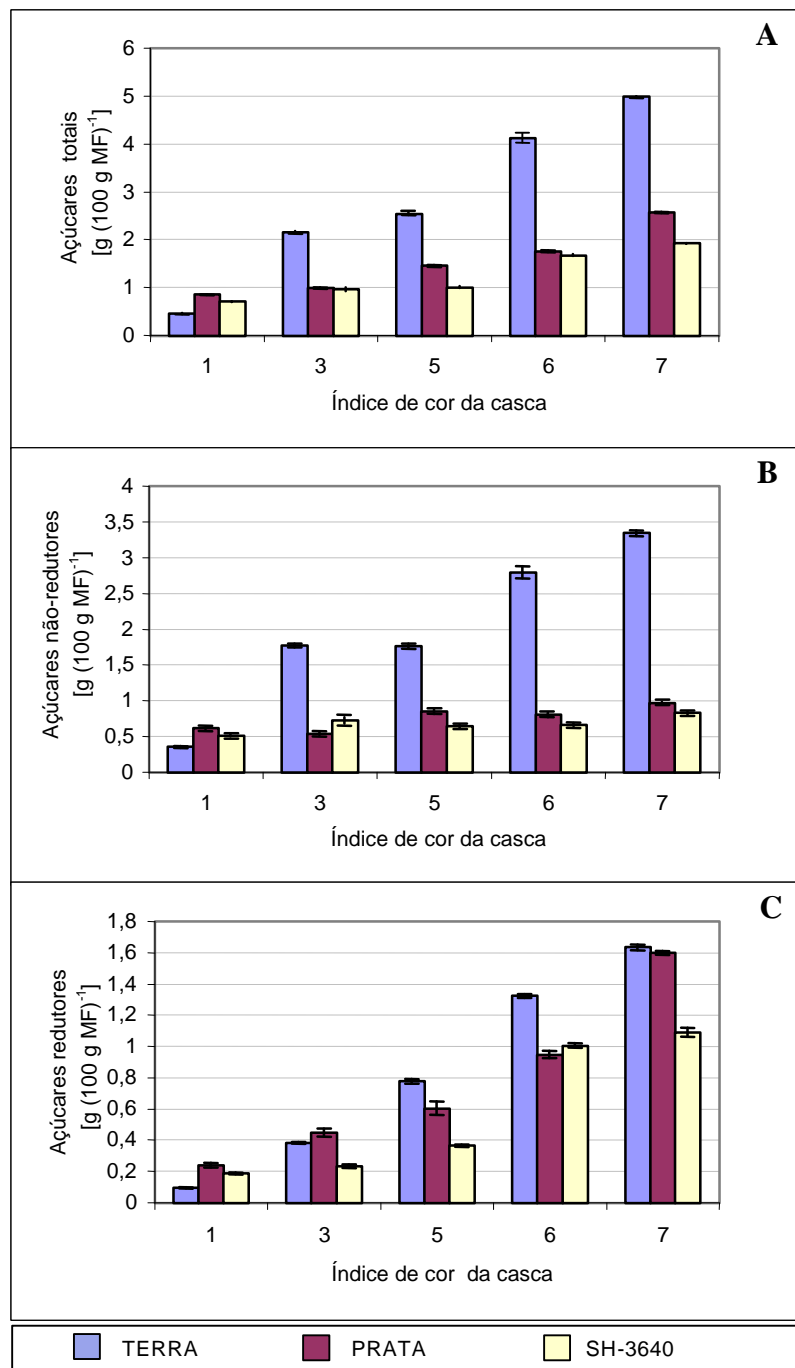 A
Açúcares totais
[g (100 g MF)-1]
6
5
4
3
2
1
0
1 3 5 6 7
Índice de cor da casca
B
Açúcares não-redutores
[g (100 g MF)-1]
4
3,5
3
2,5
2
1,5
1
0,5
0
1 3 5 6 7
Índice de cor da casca
C
Açúcares redutores
[g (100 g MF)-1]
1,8
1,6
1,4
1,2
1
0,8
0,6
0,4
0,2
0
1 3 5 6 7
Índice de cor da casca
TERRA PRATA SH-3640